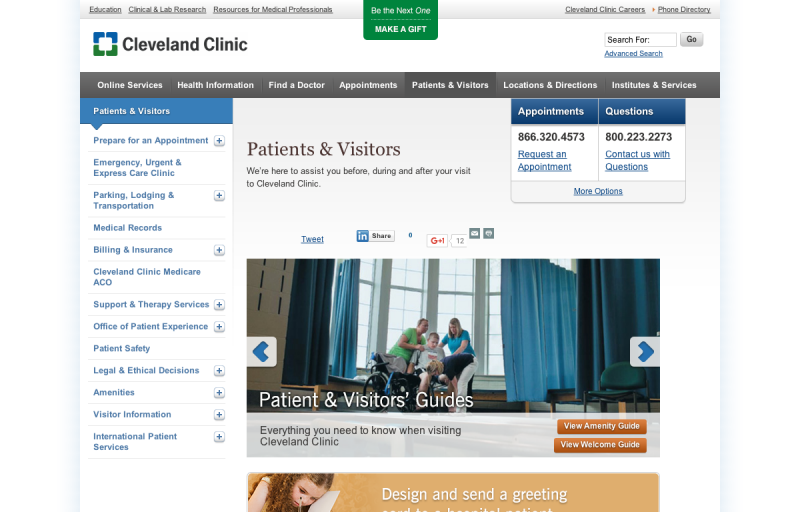 Education Clinical & Lab Research Resources for Medical Professionals
Be the Next One
MAKE A GIFT
Cleveland Clinic Careers Phone Directory
Cleveland Clinic
Search For: Go
Advanced Search
Online Services Health Information Find a Doctor Appointments Patients & Visitors Locations & Directions Institutes & Services
Patients & Visitors
Prepare for an Appointment
Emergency, Urgent &
Express Care Clinic
Parking, Lodging &
Transportation
Medical Records
Billing & Insurance
Cleveland Clinic Medicare
ACO
Support & Therapy Services
Office of Patient Experience
Patient Safety
Legal & Ethical Decisions
Amenities
Visitor Information
International Patient
Services
Patients & Visitors
We're here to assist you before, during and after your visit
to Cleveland Clinic.
Appointments
866.320.4573
Request an
Appointment
Questions
800.223.2273
Contact us with
Questions
More Options
Tweet in Share 0 G+1 12
Patient & Visitors' Guides
Everything you need to know when visiting
Cleveland Clinic
View Amenity Guide
View Welcome Guide
Design and send a greeting
card to a hospital patient